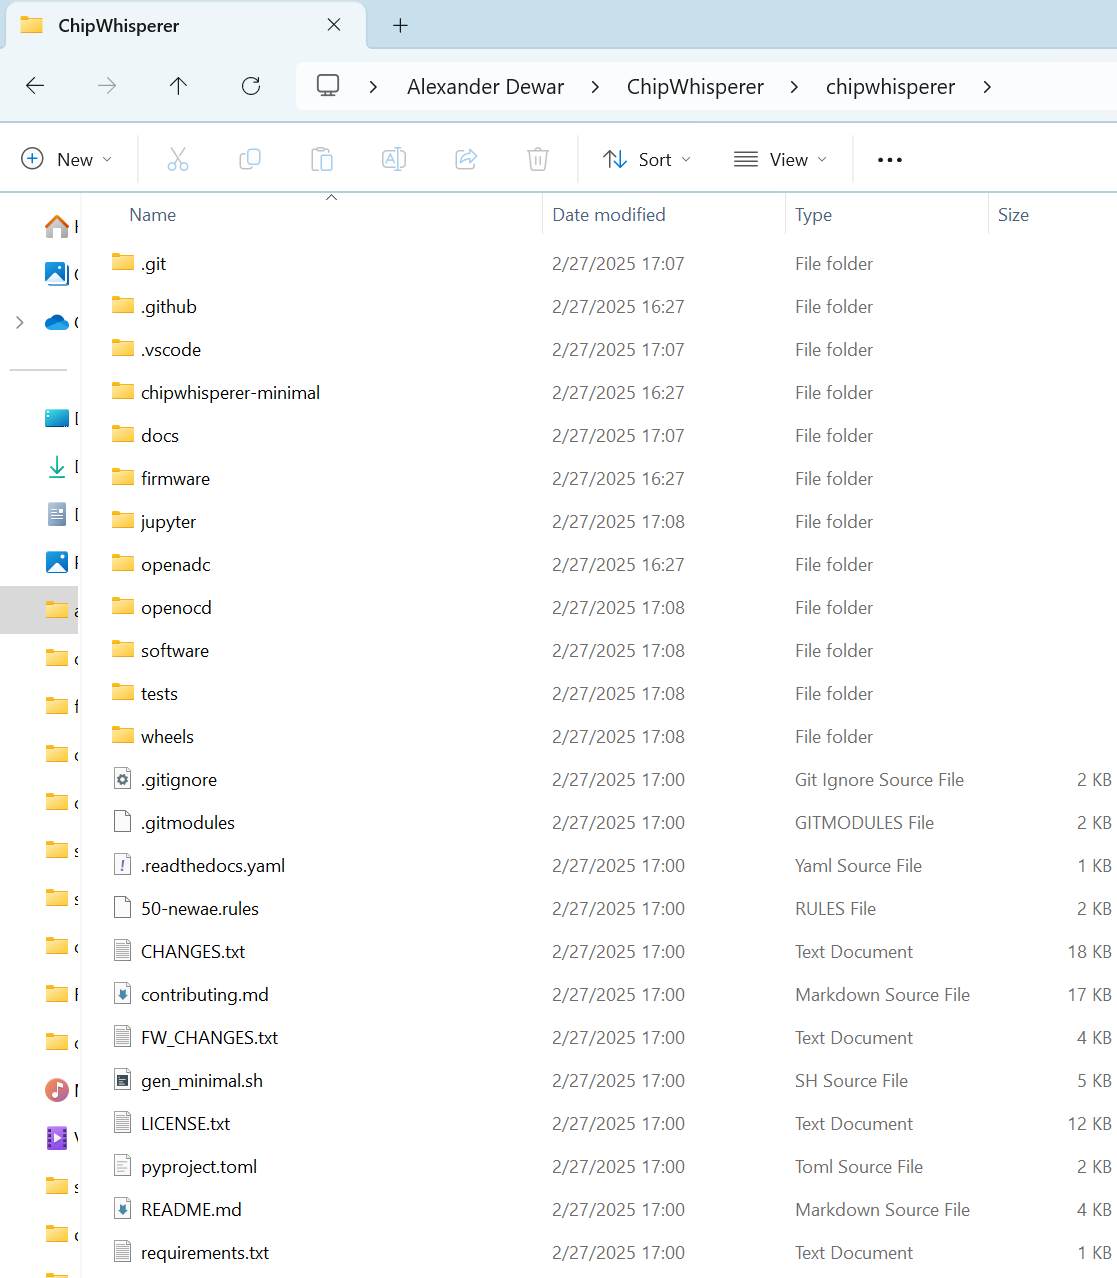 ChipWhisperer
Alexander Dewar > ChipWhisperer > chipwhisperer >
New Sort View
Name Date modified Type Size
.git 2/27/2025 17:07 File folder
.github 2/27/2025 16:27 File folder
.vscode 2/27/2025 17:07 File folder
chipwhisperer-minimal 2/27/2025 16:27 File folder
docs 2/27/2025 17:07 File folder
firmware 2/27/2025 16:27 File folder
jupyter 2/27/2025 17:08 File folder
openadc 2/27/2025 16:27 File folder
openocd 2/27/2025 17:08 File folder
software 2/27/2025 17:08 File folder
tests 2/27/2025 17:08 File folder
wheels 2/27/2025 17:08 File folder
.gitignore 2/27/2025 17:00 Git Ignore Source File 2 KB
.gitmodules 2/27/2025 17:00 GITMODULES File 2 KB
.readthedocs.yaml 2/27/2025 17:00 Yaml Source File 1 KB
50-newae.rules 2/27/2025 17:00 RULES File 2 KB
CHANGES.txt 2/27/2025 17:00 Text Document 18 KB
contributing.md 2/27/2025 17:00 Markdown Source File 17 KB
FW_CHANGES.txt 2/27/2025 17:00 Text Document 4 KB
gen_minimal.sh 2/27/2025 17:00 SH Source File 5 KB
LICENSE.txt 2/27/2025 17:00 Text Document 12 KB
pyproject.toml 2/27/2025 17:00 Toml Source File 2 KB
README.md 2/27/2025 17:00 Markdown Source File 4 KB
requirements.txt 2/27/2025 17:00 Text Document 1 KB